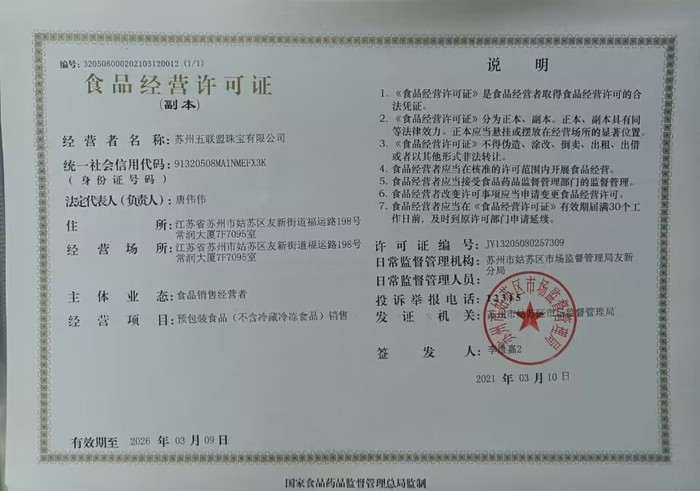 编号: 320508000202103120012 (1/1)
食品经营许可证
(副本)
经营者名称: 苏州五联盟珠宝有限公司
统一社会信用代码: 91320508MA1NMEFX3K
(身份证号码)
法定代表人(负责人): 唐伟伟
住所: 江苏省苏州市姑苏区友新街道福运路198号
常润大厦7F7095室
经营场所: 江苏省苏州市姑苏区友新街道福运路198号
常润大厦7F7095室
主体业态: 食品销售经营者
经营项目: 预包装食品(不含冷藏冷冻食品)销售
有效期至 2026 年 03 月 09 日
说明
1. 《食品经营许可证》是食品经营者取得食品经营许可的合
法凭证。
2. 《食品经营许可证》分为正本、副本。正本、副本具有同
等法律效力。正本应当悬挂或摆放在经营场所的显著位置。
3. 《食品经营许可证》不得伪造、涂改、倒卖、出租、出借
或者以其他形式非法转让。
4. 食品经营者应当在核准的许可范围内开展食品经营。
5. 食品经营者应当接受食品药品监督管理部门的监督管理。
6. 食品经营者改变许可事项应当申请变更食品经营许可。
7. 食品经营者应当在《食品经营许可证》有效期届满30个工
作日前,及时到原许可部门申请延续。
许可证编号: JY13205080257309
日常监督管理机构: 苏州市姑苏区市场监督管理局友新
分局
日常监督管理人员:
投诉举报电话: 12315
发证机关: 苏州市姑苏区市场监督管理局
签发人:
2021 年 03 月 10 日
国家食品药品监督管理总局监制